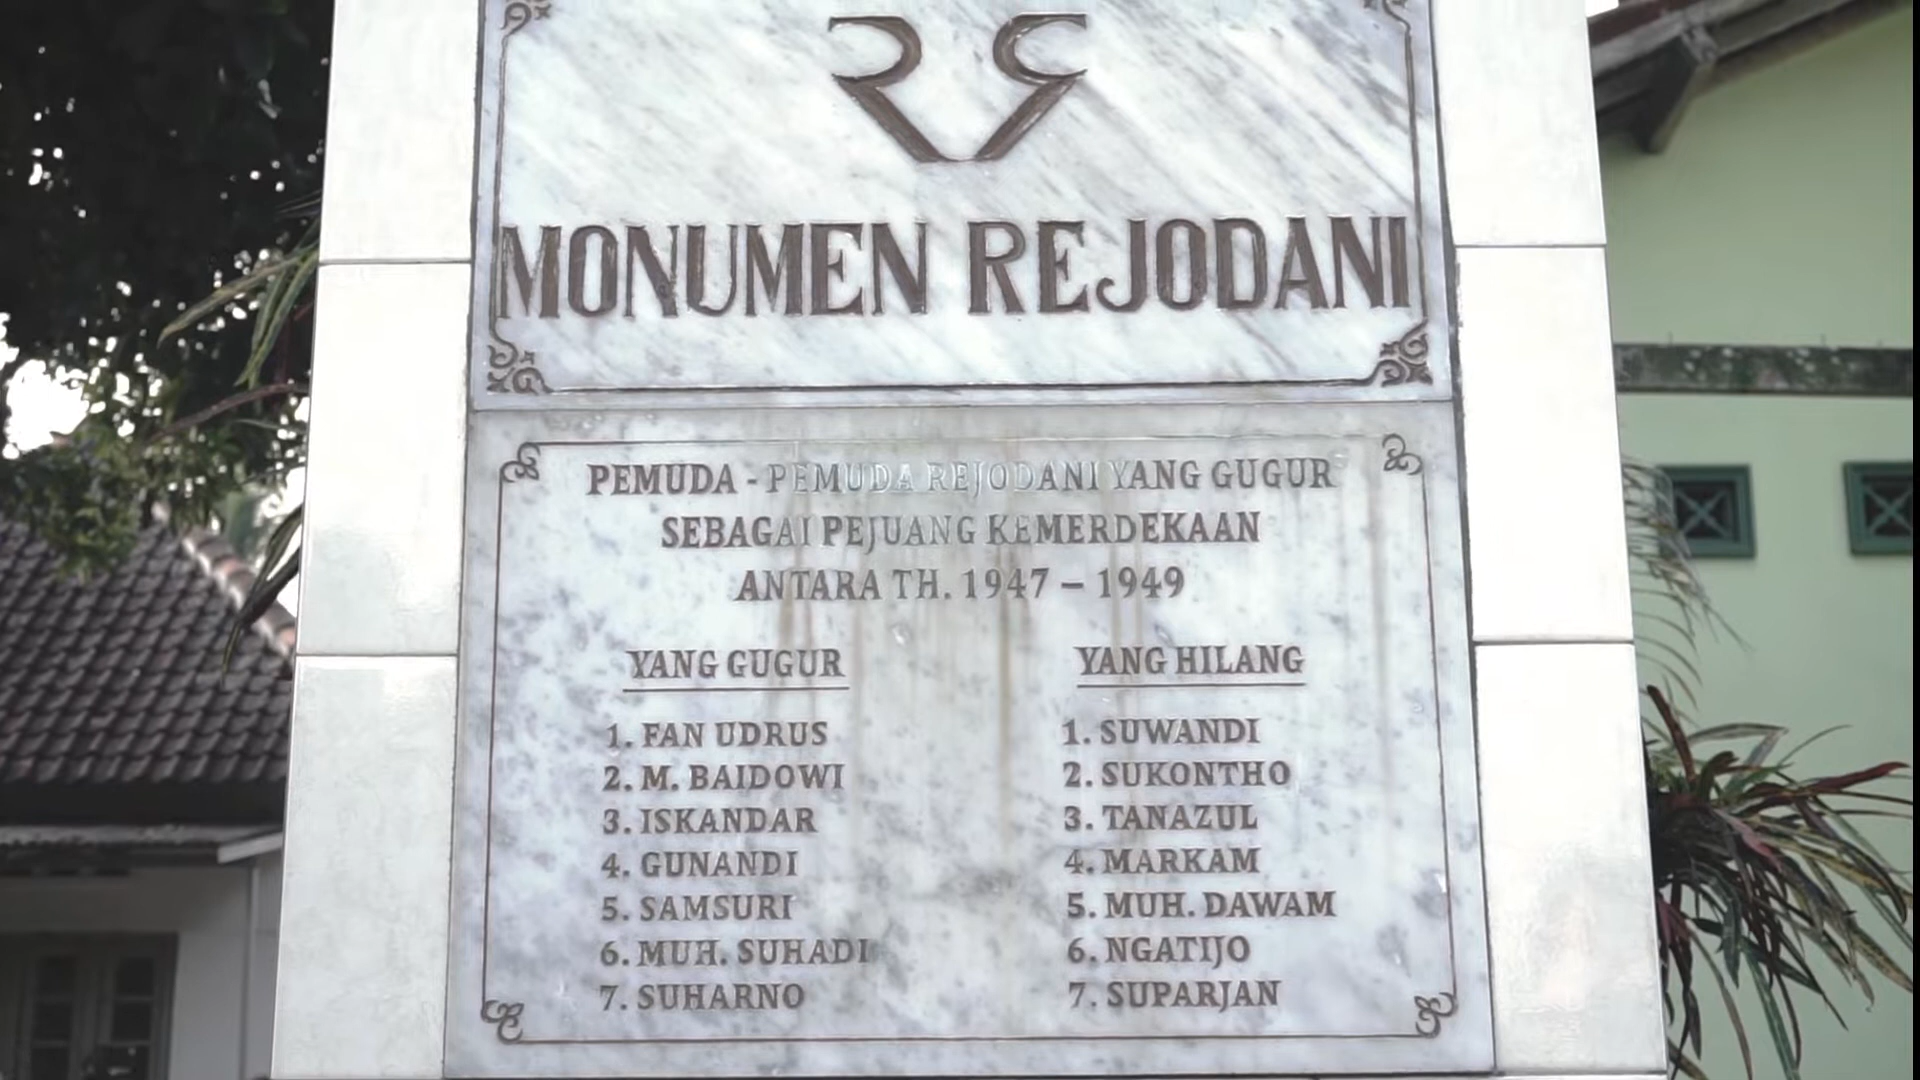 MONUMEN REJODANI
PEMUDA - PEMUDA REJODANI YANG GUGUR
SEBAGAI PEJUANG KEMERDEKAAN
ANTARA TH. 1947 – 1949
YANG GUGUR
1. FAN UDRUS
2. M. BAIDOWI
3. ISKANDAR
4. GUNANDI
5. SAMSURI
6. MUH. SUHADI
7. SUHARNO
YANG HILANG
1. SUWANDI
2. SUKONTHO
3. TANAZUL
4. MARKAM
5. MUH. DAWAM
6. NGATIJO
7. SUPARJAN